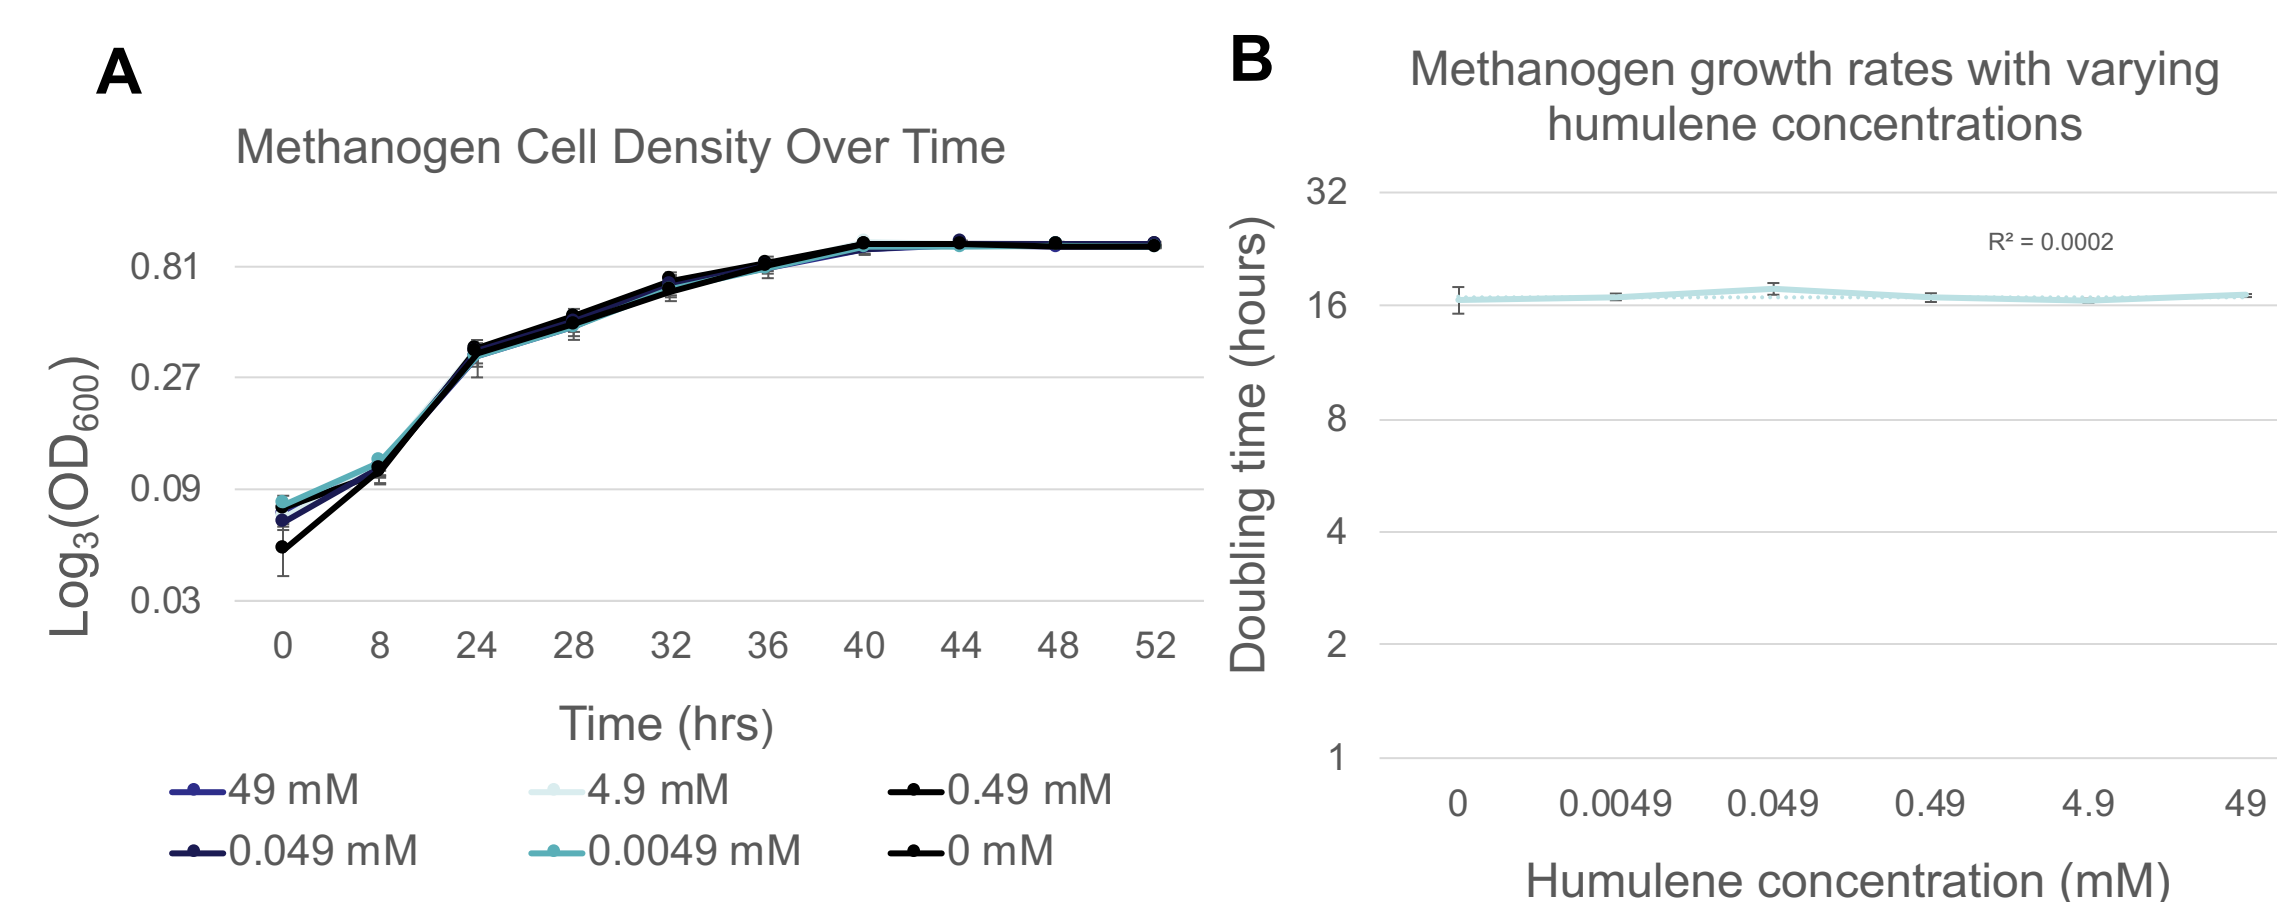 A
Methanogen Cell Density Over Time
Log₃(OD₆₀₀)
0.81
0.27
0.09
0.03
0 8 24 28 32 36 40 44 48 52
Time (hrs)
49 mM 4.9 mM 0.49 mM
0.049 mM 0.0049 mM 0 mM
B
Methanogen growth rates with varying
humulene concentrations
Doubling time (hours)
32
16
8
4
2
1
R² = 0.0002
0 0.0049 0.049 0.49 4.9 49
Humulene concentration (mM)